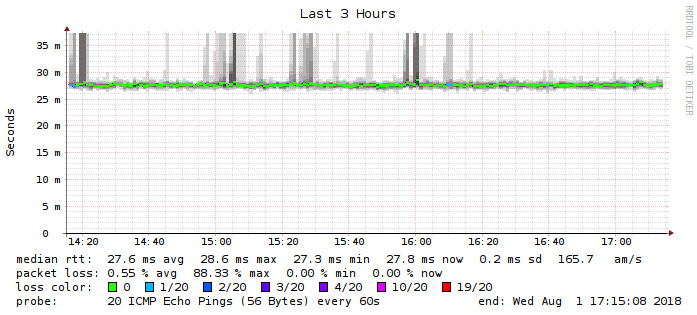 Last 3 Hours
RRDTOOL / TOBI OETIKER
Seconds
35 m
30 m
25 m
20 m
15 m
10 m
5 m
0
14:20 14:40 15:00 15:20 15:40 16:00 16:20 16:40 17:00
median rtt: 27.6 ms avg 28.6 ms max 27.3 ms min 27.8 ms now 0.2 ms sd 165.7 am/s
packet loss: 0.55 % avg 88.33 % max 0.00 % min 0.00 % now
loss color: 0 1/20 2/20 3/20 4/20 10/20 19/20
probe: 20 ICMP Echo Pings (56 Bytes) every 60s end: Wed Aug 1 17:15:08 2018